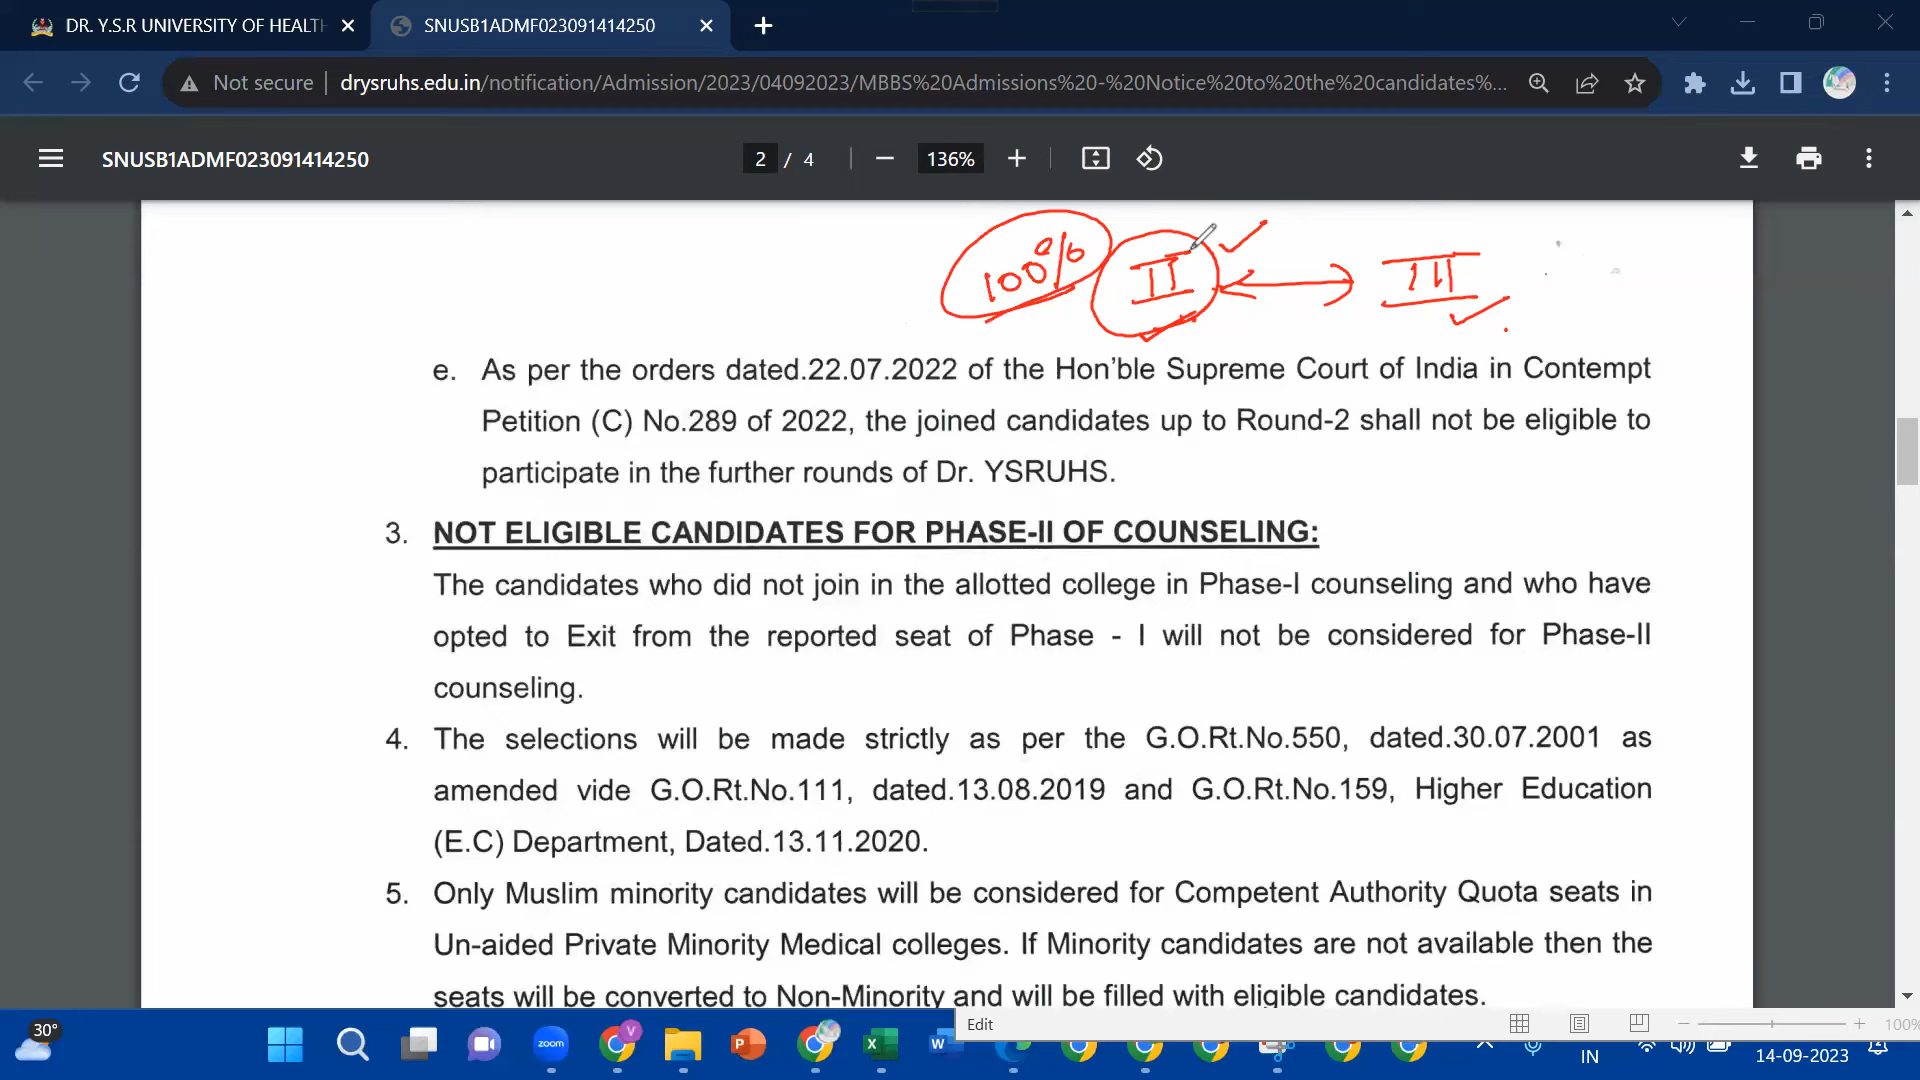 DR. Y.S.R UNIVERSITY OF HEALTH
SNUSB1ADMF023091414250
Not secure
drysruhs.edu.in/notification/Admission/2023/04092023/MBBS%20Admissions%20-%20Notice%20to%20the%20candidates%...
SNUSB1ADMF023091414250
2 / 4
136%
100% II III
e. As per the orders dated.22.07.2022 of the Hon'ble Supreme Court of India in Contempt
Petition (C) No.289 of 2022, the joined candidates up to Round-2 shall not be eligible to
participate in the further rounds of Dr. YSRUHS.
3. NOT ELIGIBLE CANDIDATES FOR PHASE-II OF COUNSELING:
The candidates who did not join in the allotted college in Phase-I counseling and who have
opted to Exit from the reported seat of Phase - I will not be considered for Phase-II
counseling.
4. The selections will be made strictly as per the G.O.Rt.No.550, dated.30.07.2001 as
amended vide G.O.Rt.No.111, dated.13.08.2019 and G.O.Rt.No.159, Higher Education
(E.C) Department, Dated.13.11.2020.
5. Only Muslim minority candidates will be considered for Competent Authority Quota seats in
Un-aided Private Minority Medical colleges. If Minority candidates are not available then the
seats will be converted to Non-Minority and will be filled with eligible candidates.
Edit
100%
30°
zoom
V
P
X
W
IN
14-09-2023